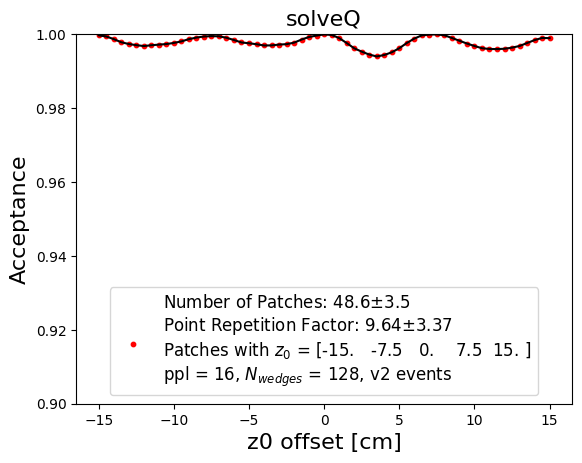 solveQ
Acceptance
1.00
0.98
0.96
0.94
0.92
0.90
Number of Patches: 48.6±3.5
Point Repetition Factor: 9.64±3.37
Patches with z₀ = [-15. -7.5 0. 7.5 15. ]
ppl = 16, N_wedges = 128, v2 events
−15 −10 −5 0 5 10 15
z0 offset [cm]